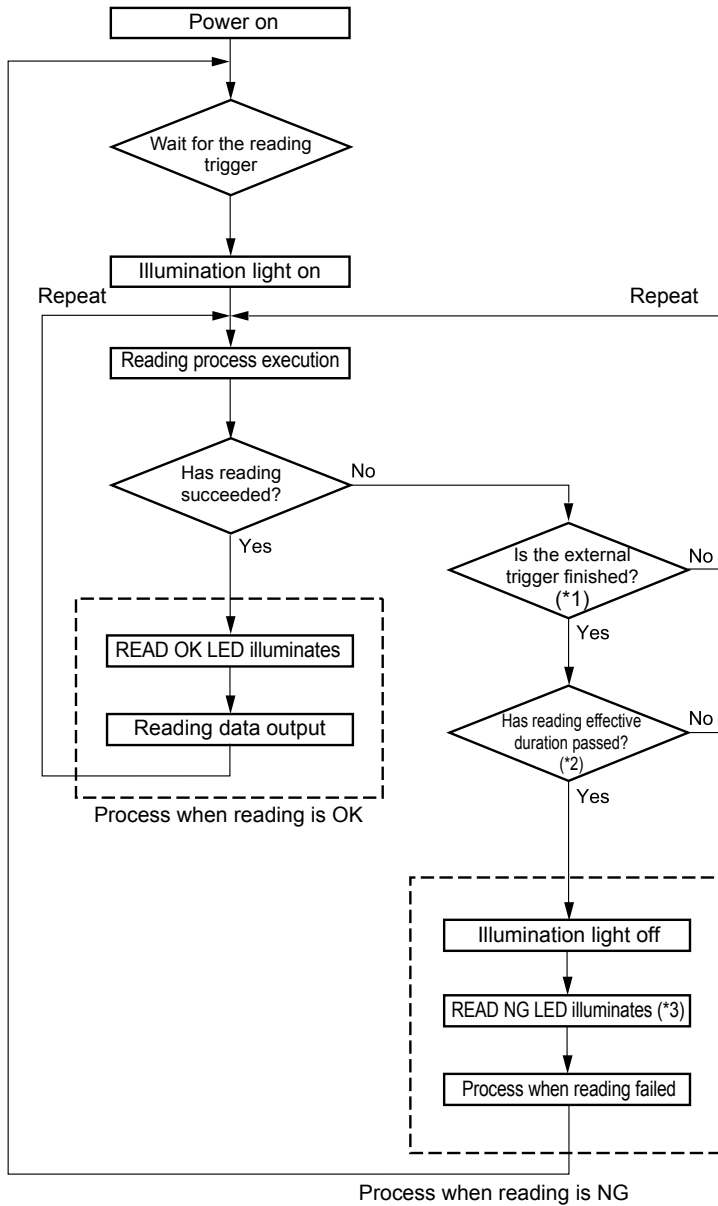 Power on
Wait for the reading
trigger
Illumination light on
Repeat
Repeat
Reading process execution
Has reading
succeeded?
No
Yes
Is the external
trigger finished?
(*1)
No
Yes
READ OK LED illuminates
Reading data output
Process when reading is OK
Has reading effective
duration passed?
(*2)
No
Yes
Illumination light off
READ NG LED illuminates (*3)
Process when reading failed
Process when reading is NG